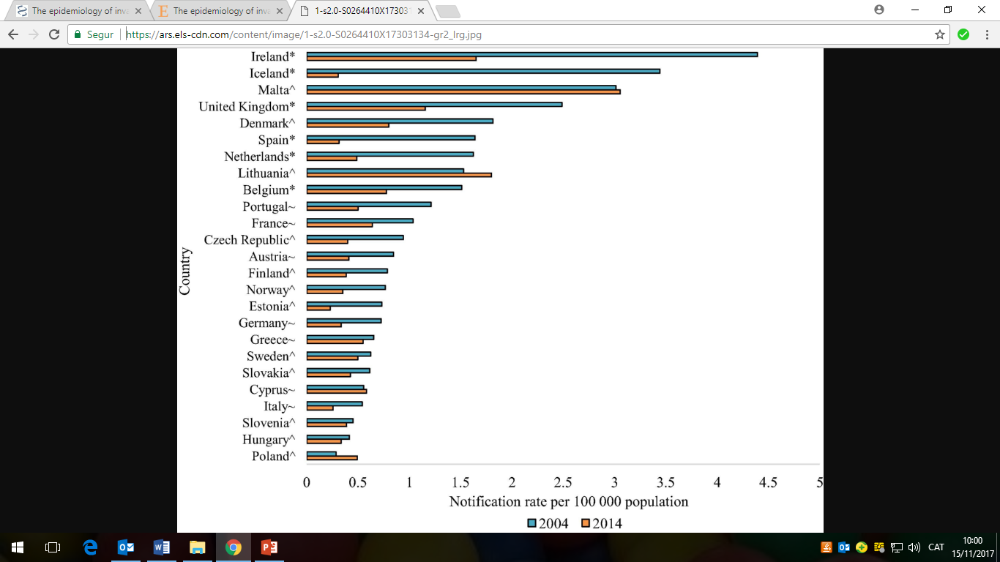 The epidemiology of inva
The epidemiology of inva
1-s2.0-S0264410X17303
Segur
https://ars.els-cdn.com/content/image/1-s2.0-S0264410X17303134-gr2_lrg.jpg
Ireland*
Iceland*
Malta^
United Kingdom*
Denmark^
Spain*
Netherlands*
Lithuania^
Belgium*
Portugal~
France~
Czech Republic^
Austria~
Finland^
Norway^
Estonia^
Germany~
Greece~
Sweden^
Slovakia^
Cyprus~
Italy~
Slovenia^
Hungary^
Poland^
Country
0 0.5 1 1.5 2 2.5 3 3.5 4 4.5 5
Notification rate per 100 000 population
2004 2014
CAT
10:00
15/11/2017